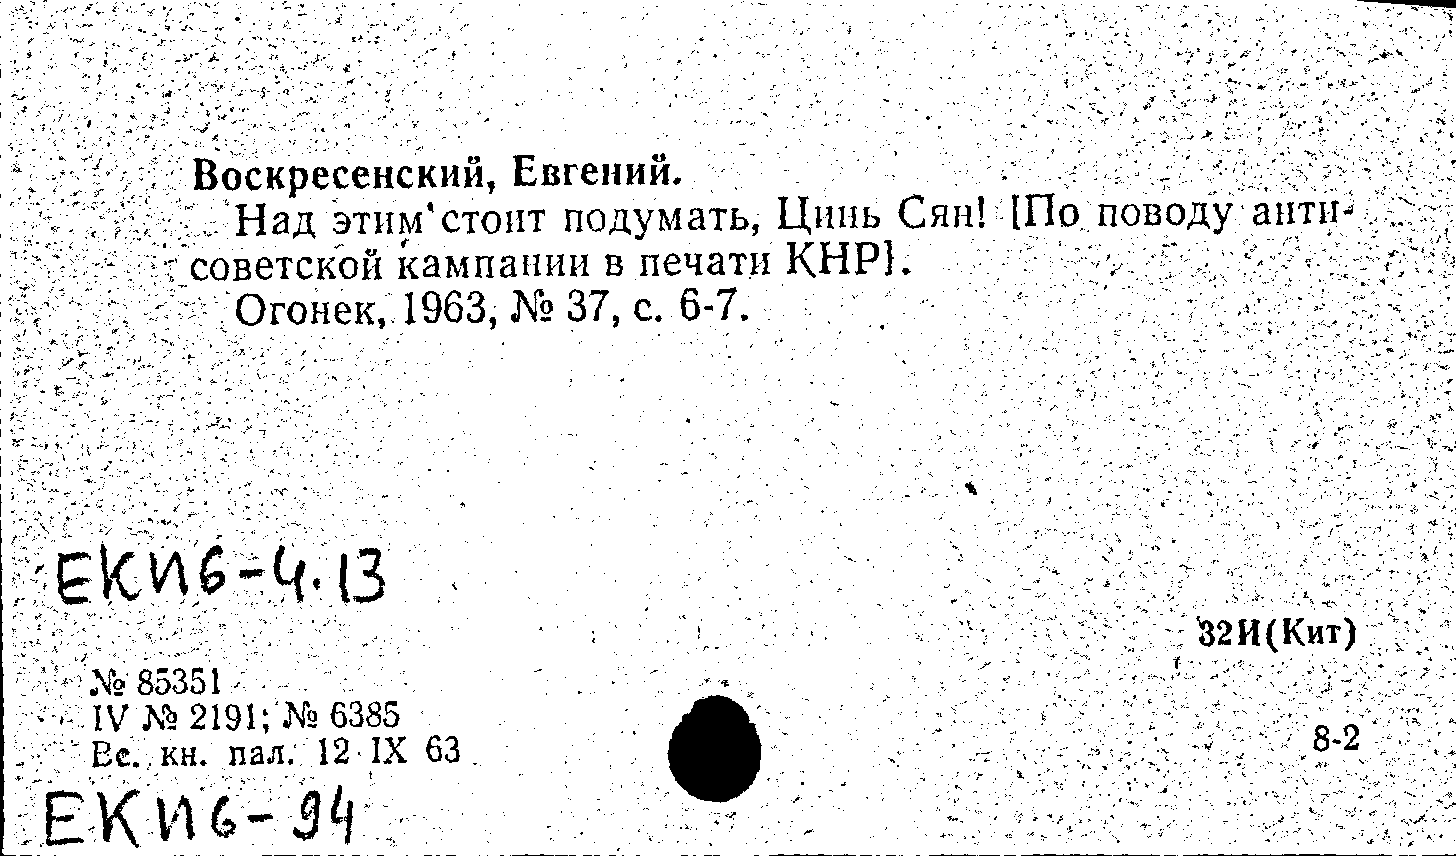 Воскресенский, Евгений.
Над этим стоит подумать, Цинь Сян! [По поводу анти-
советской кампании в печати КНР].
Огонек, 1963, № 37, с. 6-7.
ЕКИ6-4.13
32И(Кит)
№ 85351
IV № 2191; № 6385
Вс. кн. пал. 12 IX 63
8-2
ЕКИ6-94